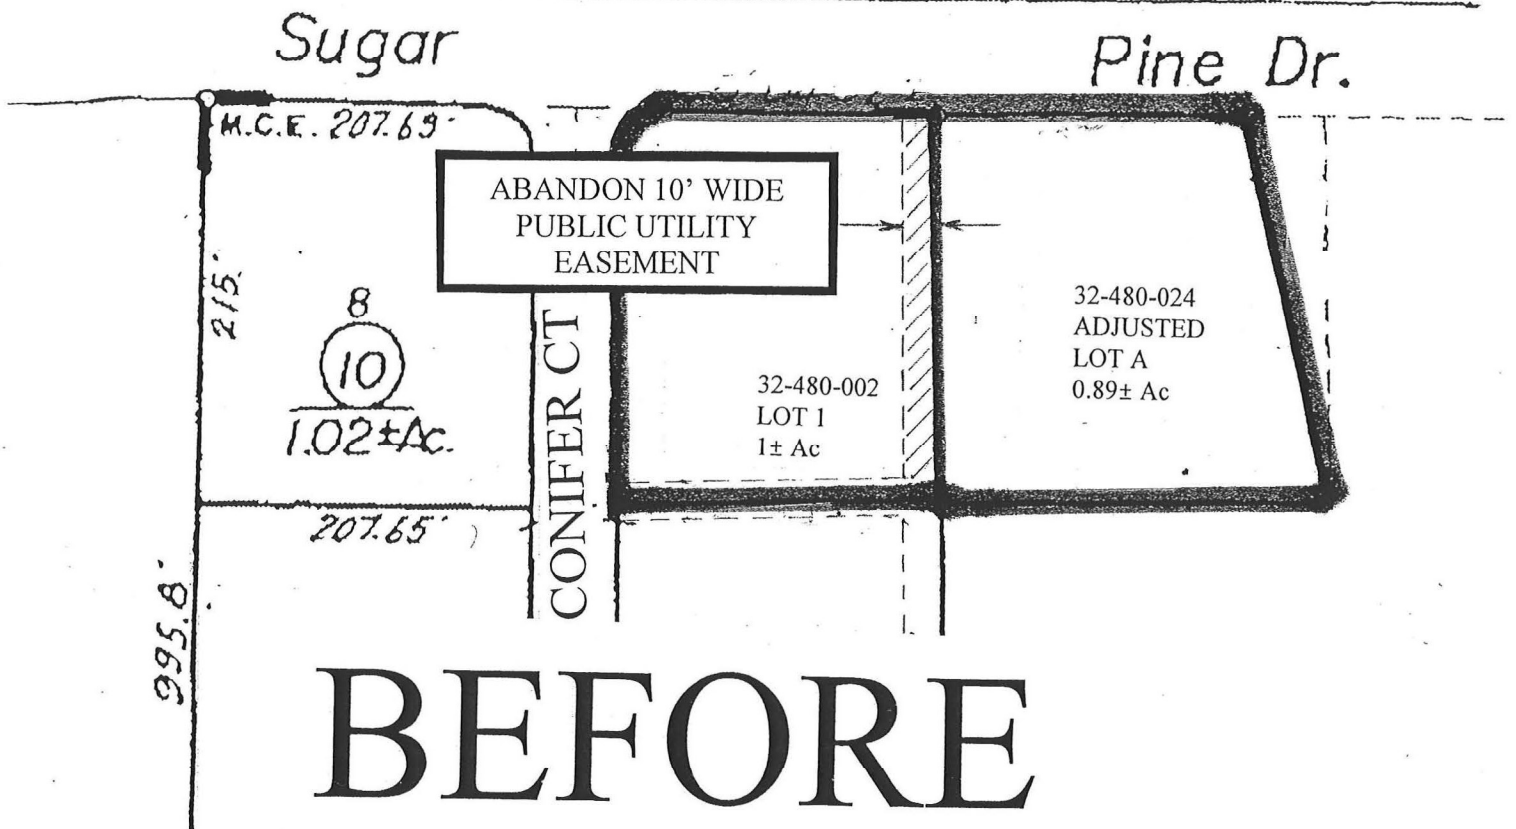 Sugar
Pine Dr.
M.C.E. 207.69'
ABANDON 10’ WIDE
PUBLIC UTILITY
EASEMENT
215.'
8
10
1.02±Ac.
CONIFER CT
32-480-002
LOT 1
1± Ac
32-480-024
ADJUSTED
LOT A
0.89± Ac
207.65'
995.8'
BEFORE